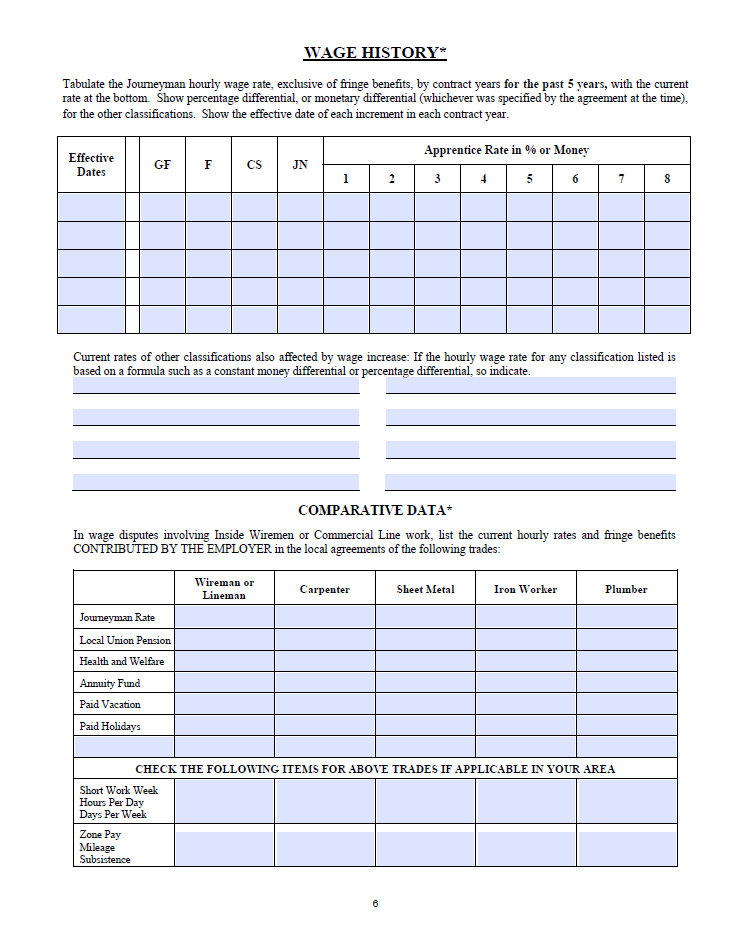 WAGE HISTORY*
Tabulate the Journeyman hourly wage rate, exclusive of fringe benefits, by contract years for the past 5 years, with the current
rate at the bottom. Show percentage differential, or monetary differential (whichever was specified by the agreement at the time),
for the other classifications. Show the effective date of each increment in each contract year.
Effective
Dates
GF F CS JN
Apprentice Rate in % or Money
1 2 3 4 5 6 7 8
Current rates of other classifications also affected by wage increase: If the hourly wage rate for any classification listed is
based on a formula such as a constant money differential or percentage differential, so indicate.
COMPARATIVE DATA*
In wage disputes involving Inside Wiremen or Commercial Line work, list the current hourly rates and fringe benefits
CONTRIBUTED BY THE EMPLOYER in the local agreements of the following trades:
Wireman or
Lineman
Carpenter Sheet Metal Iron Worker Plumber
Journeyman Rate
Local Union Pension
Health and Welfare
Annuity Fund
Paid Vacation
Paid Holidays
CHECK THE FOLLOWING ITEMS FOR ABOVE TRADES IF APPLICABLE IN YOUR AREA
Short Work Week
Hours Per Day
Days Per Week
Zone Pay
Mileage
Subsistence
6